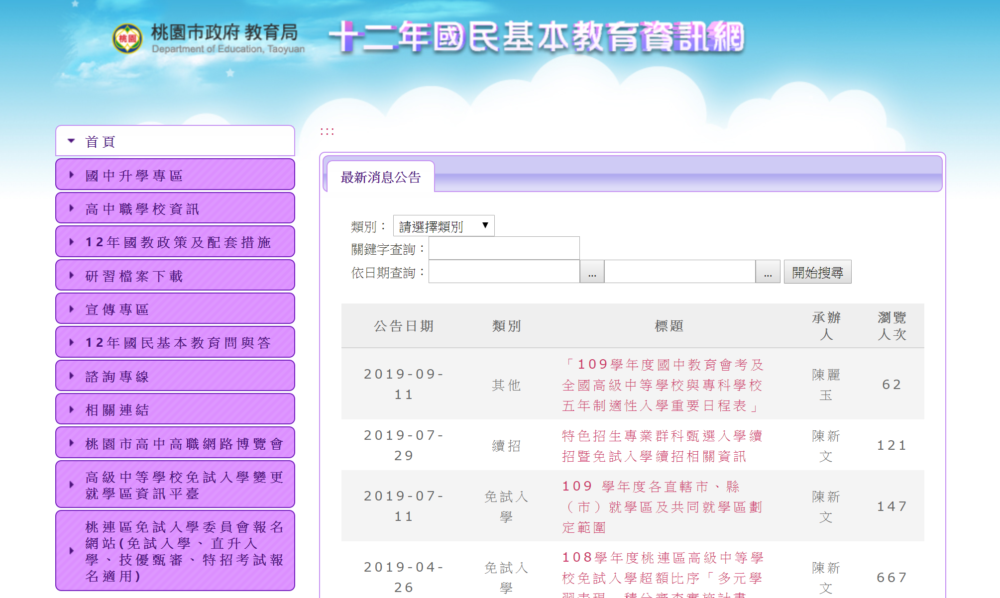 桃園市政府 教育局
Department of Education, Taoyuan
十二年國民基本教育資訊網
首頁
國中升學專區
高中職學校資訊
12年國教政策及配套措施
研習檔案下載
宣傳專區
12年國民基本教育問與答
諮詢專線
相關連結
桃園市高中高職網路博覽會
高級中等學校免試入學變更
就學區資訊平臺
桃連區免試入學委員會報名
網站(免試入學、直升入
學、技優甄審、特招考試報
名適用)
:::
最新消息公告
類別：
請選擇類別
關鍵字查詢：
依日期查詢：
...
...
開始搜尋
公告日期
類別
標題
承辦
人
瀏覽
人次
2019-09-
11
其他
「109學年度國中教育會考及
全國高級中等學校與專科學校
五年制適性入學重要日程表」
陳麗
玉
62
2019-07-
29
續招
特色招生專業群科甄選入學續
招暨免試入學續招相關資訊
陳新
文
121
2019-07-
11
免試入
學
109 學年度各直轄市、縣
（市）就學區及共同就學區劃
定範圍
陳新
文
147
2019-04-
26
免試入
學
108學年度桃連區高級中等學
校免試入學超額比序「多元學
陳新
文
667